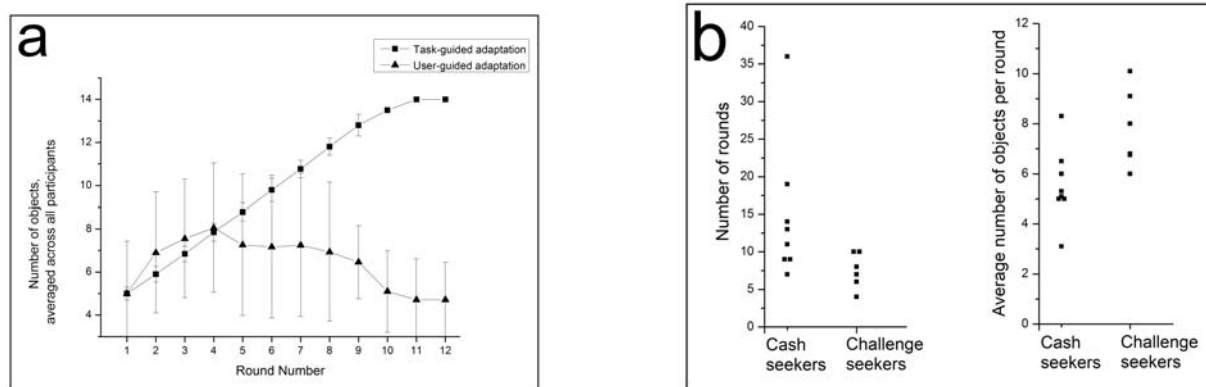 a
Task-guided adaptation
User-guided adaptation
Number of objects,
averaged across all participants
14
12
10
8
6
4
1 2 3 4 5 6 7 8 9 10 11 12
Round Number
b
Number of rounds
40
35
30
25
20
15
10
5
0
Cash
seekers
Challenge
seekers
Average number of objects per round
12
10
8
6
4
2
0
Cash
seekers
Challenge
seekers